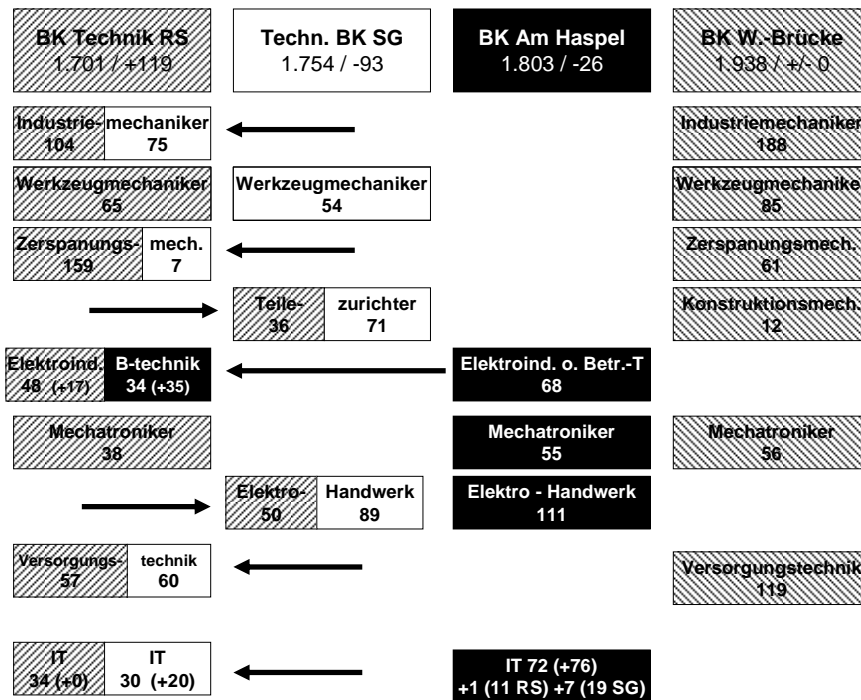 BK Technik RS
1.701 / +119
Techn. BK SG
1.754 / -93
BK Am Haspel
1.803 / -26
BK W.-Brücke
1.938 / +/- 0
Industrie- mechaniker
104 75
Industriemechaniker
188
Werkzeugmechaniker
65
Werkzeugmechaniker
54
Werkzeugmechaniker
85
Zerspanungs- mech.
159 7
Zerspanungsmech.
61
Teile- zurichter
36 71
Konstruktionsmech.
12
Elektroind. B-technik
48 (+17) 34 (+35)
Elektroind. o. Betr.-T
68
Mechatroniker
38
Mechatroniker
55
Mechatroniker
56
Elektro- Handwerk
50 89
Elektro - Handwerk
111
Versorgungs- technik
57 60
Versorgungstechnik
119
IT IT
34 (+0) 30 (+20)
IT 72 (+76)
+1 (11 RS) +7 (19 SG)